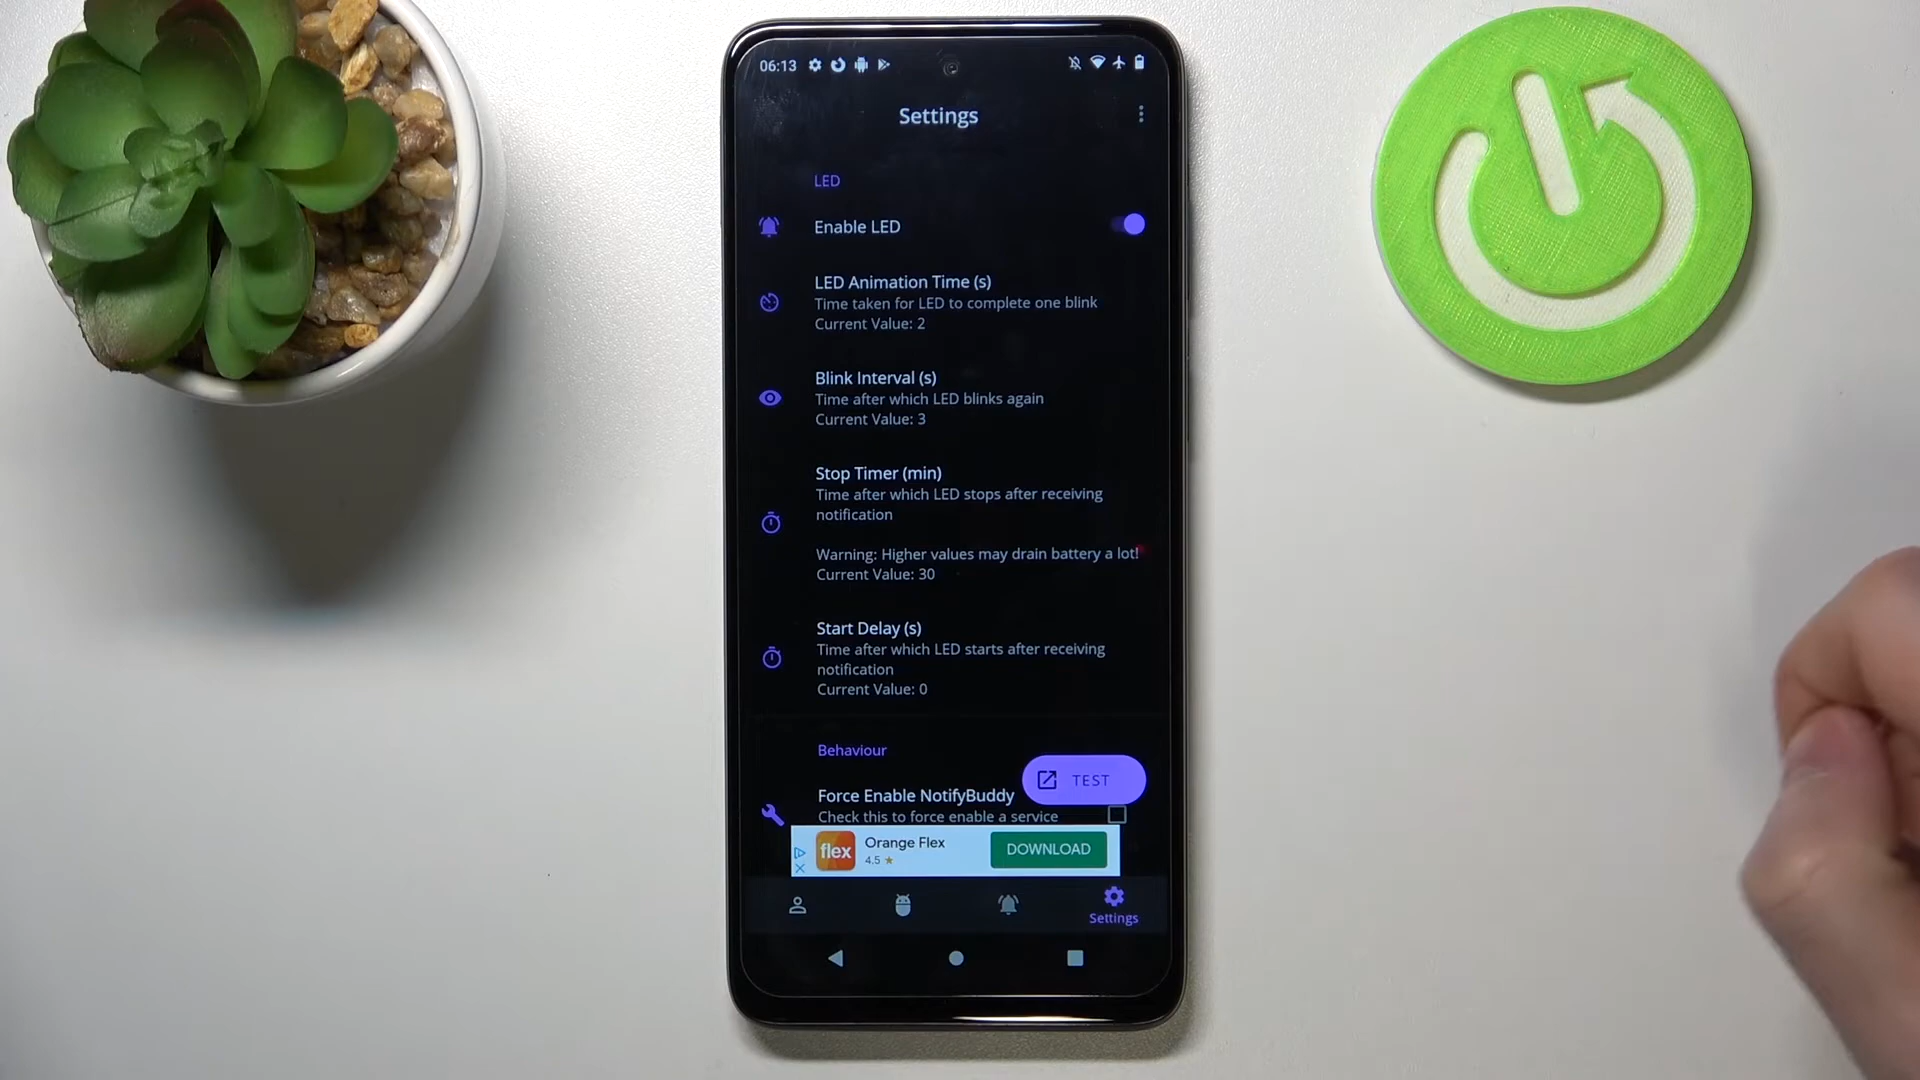 06:13
Settings
LED
Enable LED
LED Animation Time (s)
Time taken for LED to complete one blink
Current Value: 2
Blink Interval (s)
Time after which LED blinks again
Current Value: 3
Stop Timer (min)
Time after which LED stops after receiving
notification
Warning: Higher values may drain battery a lot!
Current Value: 30
Start Delay (s)
Time after which LED starts after receiving
notification
Current Value: 0
Behaviour
TEST
Force Enable NotifyBuddy
Check this to force enable a service
flex
Orange Flex
4.5 ★
DOWNLOAD
Settings